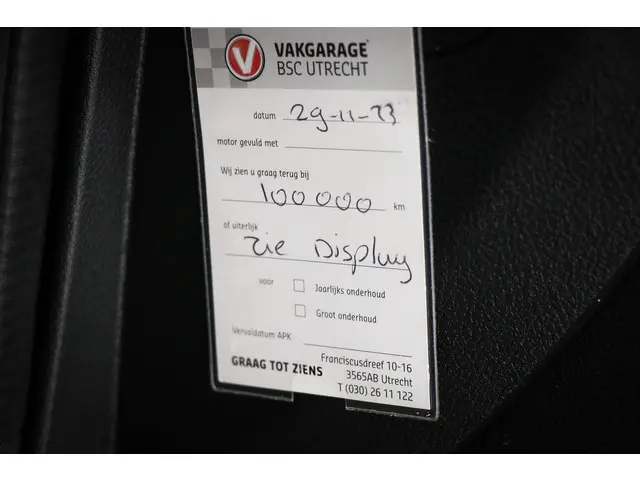 V VAKGARAGE
BSC UTRECHT
datum 29-11-23
motor gevuld met
Wij zien u graag terug bij
100000 km
of uiterlijk
zie Display
voor Jaarlijks onderhoud
Groot onderhoud
Vervaldatum APK
GRAAG TOT ZIENS
Franciscusdreef 10-16
3565AB Utrecht
T (030) 26 11 122